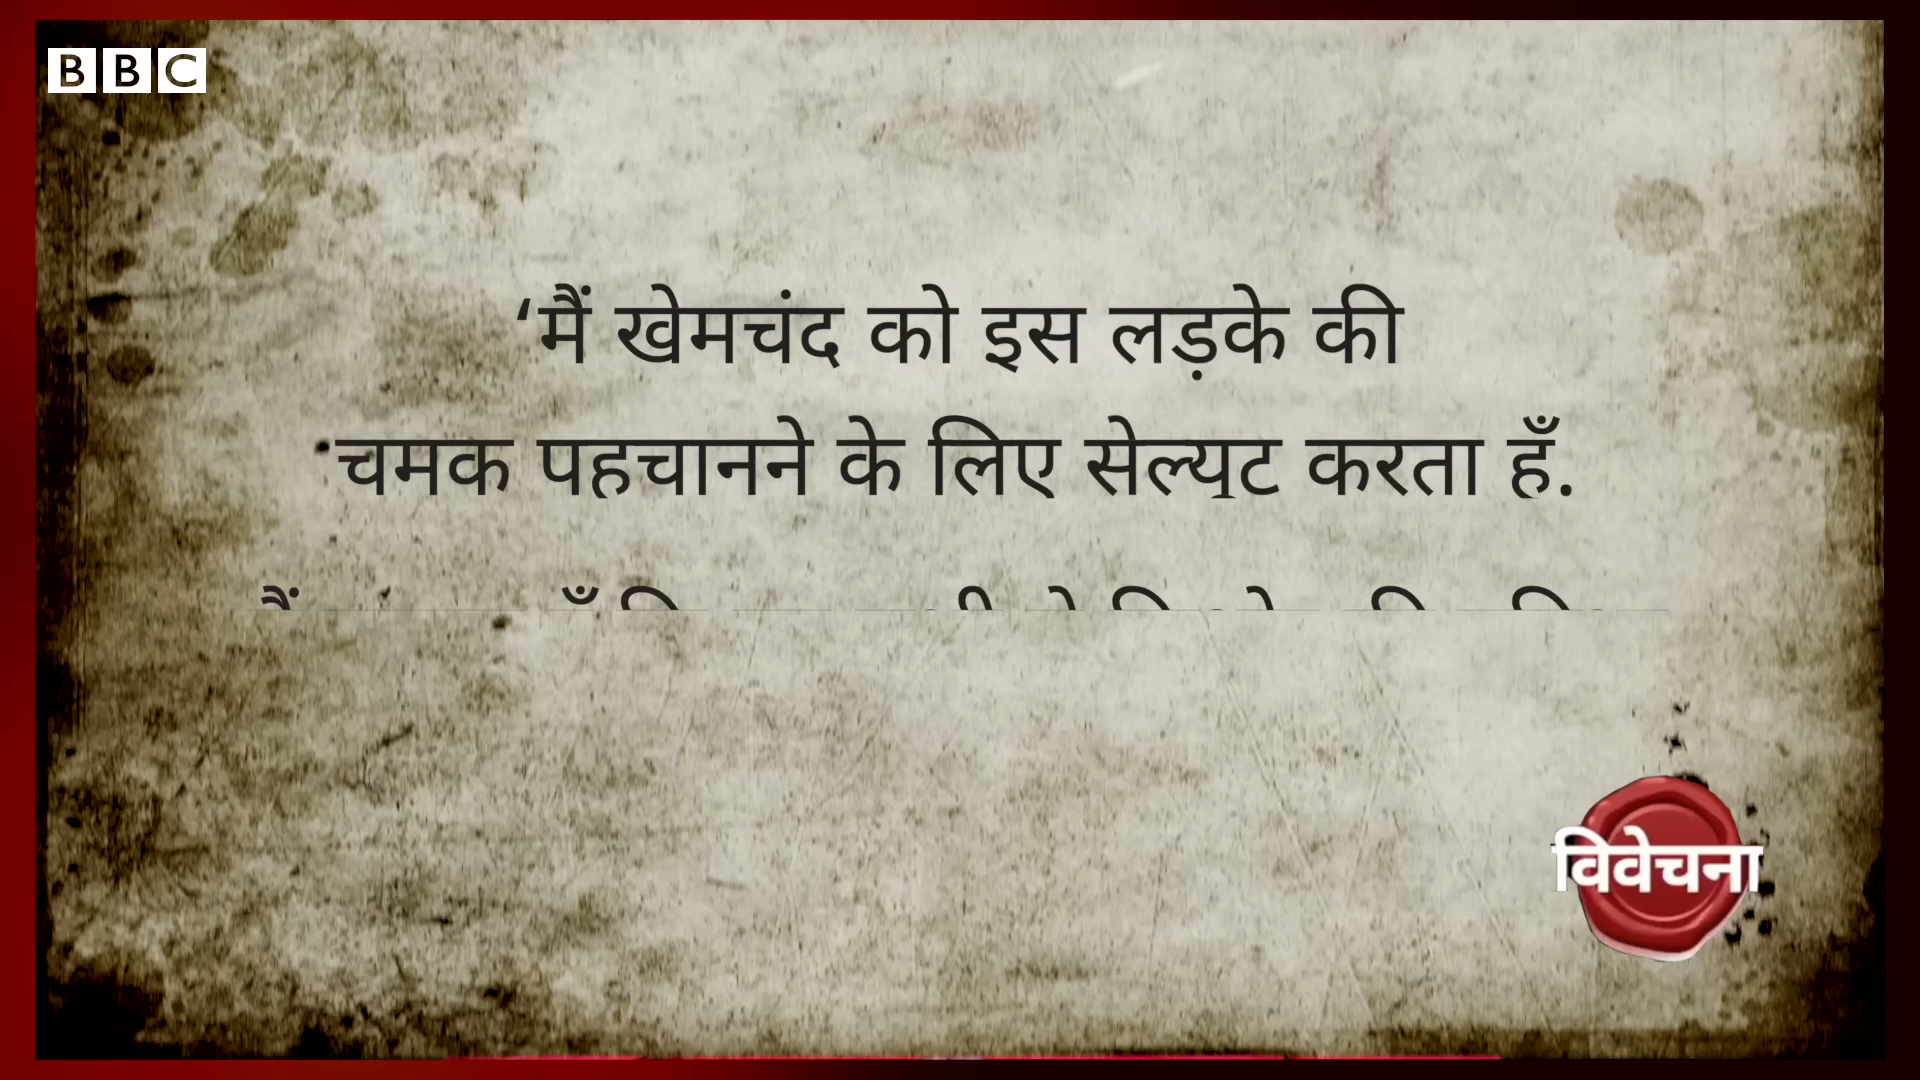 BBC
‘मैं खेमचंद को इस लड़के की
चमक पहचानने के लिए सेल्यूट करता हूँ.
विवेचना